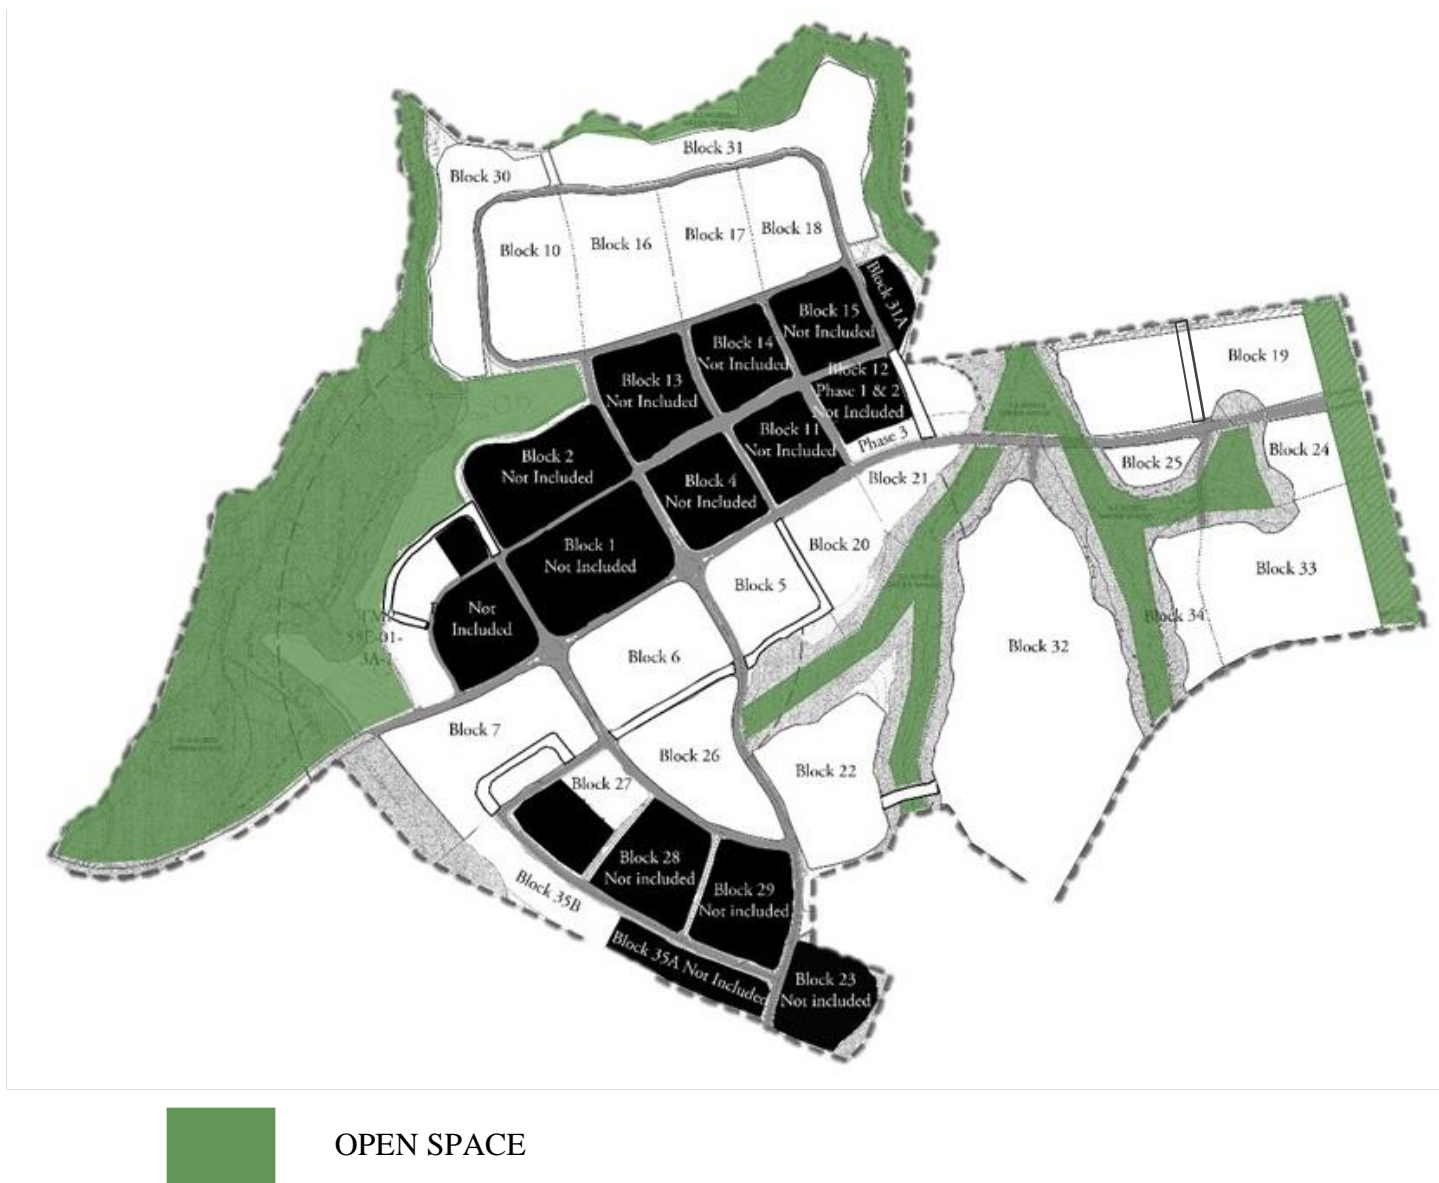 Block 31
Block 30
Block 10
Block 16
Block 17
Block 18
Block 31A
Block 15
Not Included
Block 14
Not Included
Block 13
Not Included
Block 12
Phase 1 & 2
Not Included
Phase 3
Block 11
Not Included
Block 19
Block 24
Block 25
Block 2
Not Included
Block 4
Not Included
Block 21
Block 20
Block 1
Not Included
Block 5
Block 33
Not
Included
55E-01-
3A-1
Block 34
Block 32
Block 6
Block 7
Block 26
Block 22
Block 27
Block 28
Not included
Block 29
Not included
Block 35B
Block 35A Not Included
Block 23
Not included
OPEN SPACE